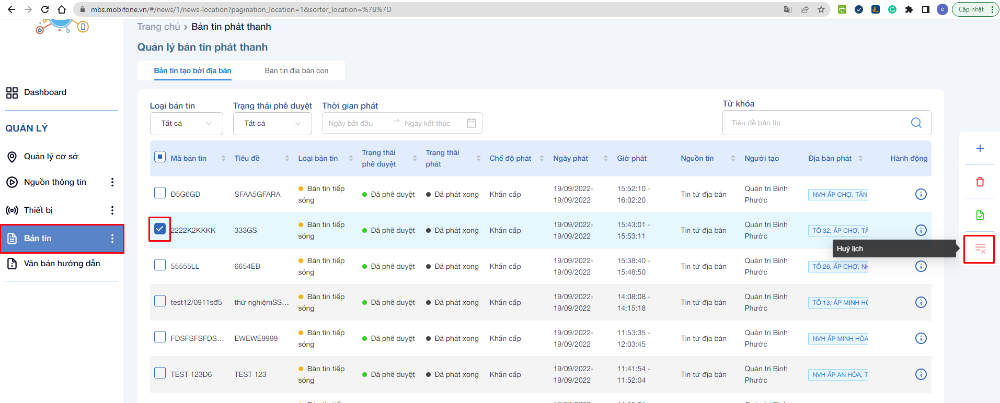 mbs.mobifone.vn/#/news/1/news-location?pagination_location=1&sorter_location=%7B%7D
C
Cập nhật
Trang chủ > Bản tin phát thanh
Quản lý bản tin phát thanh
Bản tin tạo bởi địa bàn
Bản tin địa bàn con
Dashboard
QUẢN LÝ
Quản lý cơ sở
Nguồn thông tin
Thiết bị
Bản tin
Văn bản hướng dẫn
Loại bản tin
Tất cả
Trạng thái phê duyệt
Tất cả
Thời gian phát
Ngày bắt đầu
Ngày kết thúc
Từ khóa
Tiêu đề bản tin
Mã bản tin Tiêu đề Loại bản tin Trạng thái phê duyệt Trạng thái phát Chế độ phát Ngày phát Giờ phát Nguồn tin Người tạo Địa bàn phát Hành động
Đ5G6GD SFAA5GFARA Bản tin tiếp sóng Đã phê duyệt Đã phát xong Khẩn cấp 19/09/2022-19/09/2022 15:52:10 - 16:02:20 Tin từ địa bàn Quản trị Bình Phước NVH ẤP CHỢ, TÂN
2222K2KKKK 333GS Bản tin tiếp sóng Đã phê duyệt Đã phát xong Khẩn cấp 19/09/2022-19/09/2022 15:43:01 - 15:53:11 Tin từ địa bàn Quản trị Bình Phước TỔ 32, ẤP CHỢ, TÂ
Huỷ lịch
55555LL 6654EB Bản tin tiếp sóng Đã phê duyệt Đã phát xong Khẩn cấp 19/09/2022-19/09/2022 15:38:40 - 15:48:50 Tin từ địa bàn Quản trị Bình Phước TỔ 26, ẤP CHỢ, NH
test12/0911sđ5 thử nghiệmSS... Bản tin tiếp sóng Đã phê duyệt Đã phát xong Khẩn cấp 19/09/2022-19/09/2022 14:08:08 - 14:15:18 Tin từ địa bàn Quản trị Bình Phước TỔ 13, ẤP MINH HÒ
FDSFSFSFDS... EWEWE9999 Bản tin tiếp sóng Đã phê duyệt Đã phát xong Khẩn cấp 19/09/2022-19/09/2022 11:53:35 - 12:03:45 Tin từ địa bàn Quản trị Bình Phước NVH ẤP MINH HÒA
TEST 123D6 TEST 123 Bản tin tiếp sóng Đã phê duyệt Đã phát xong Khẩn cấp 19/09/2022-19/09/2022 11:41:54 - 11:52:04 Tin từ địa bàn Quản trị Bình Phước NVH ẤP AN HÒA, T